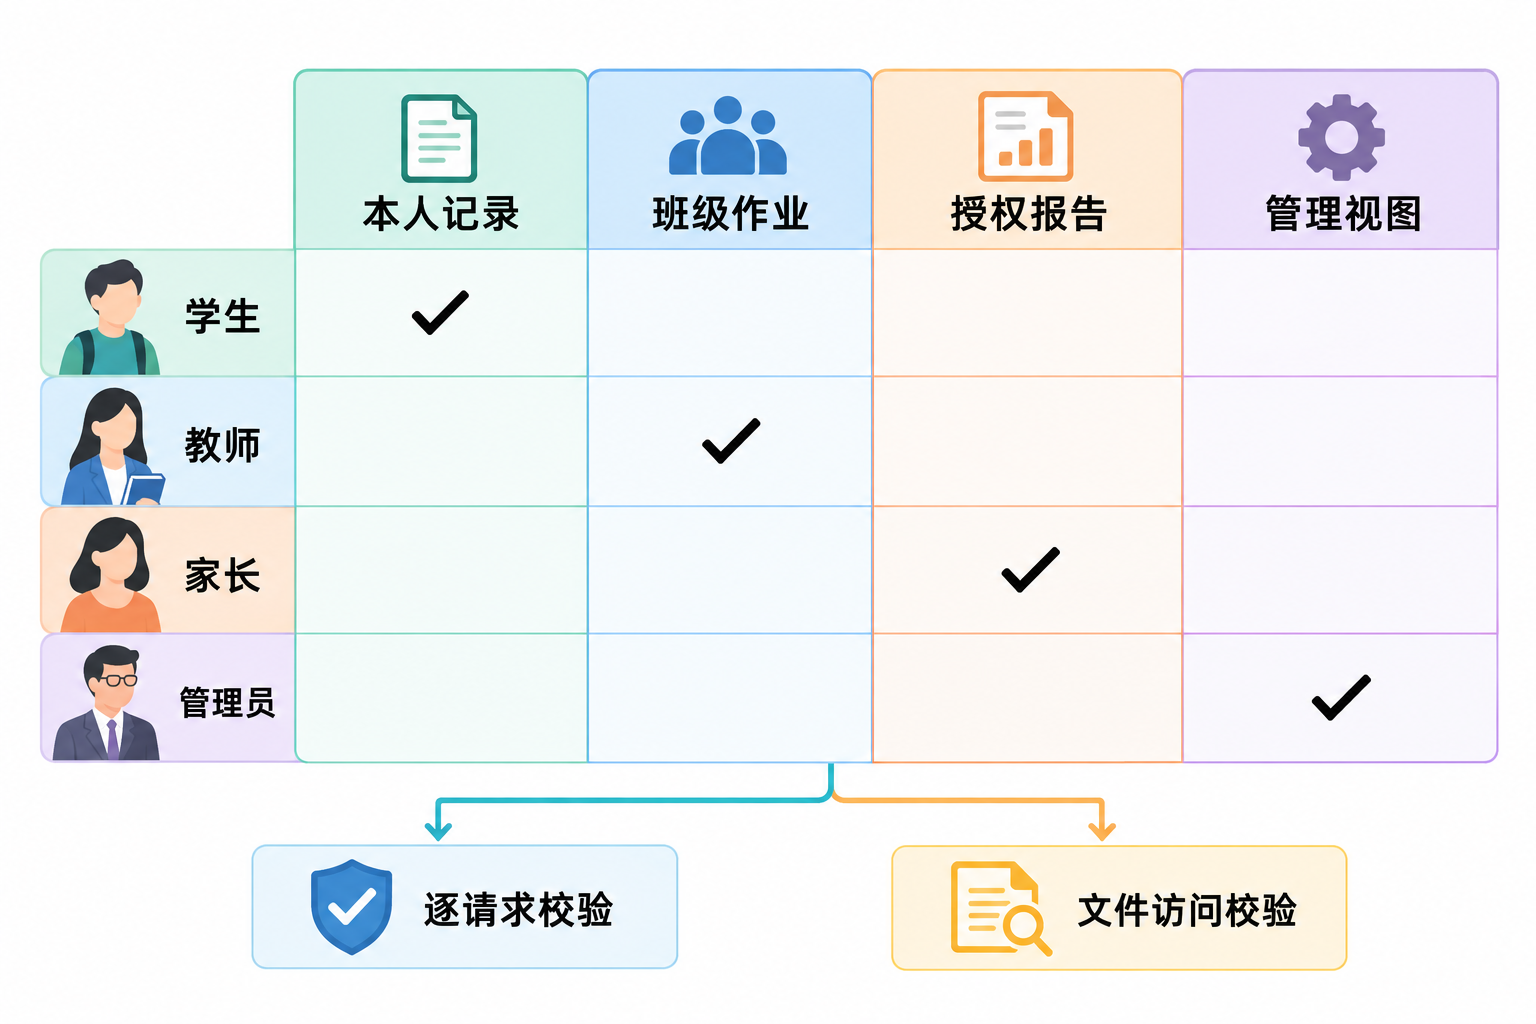 本人记录
班级作业
授权报告
管理视图
学生
教师
家长
管理员
逐请求校验
文件访问校验